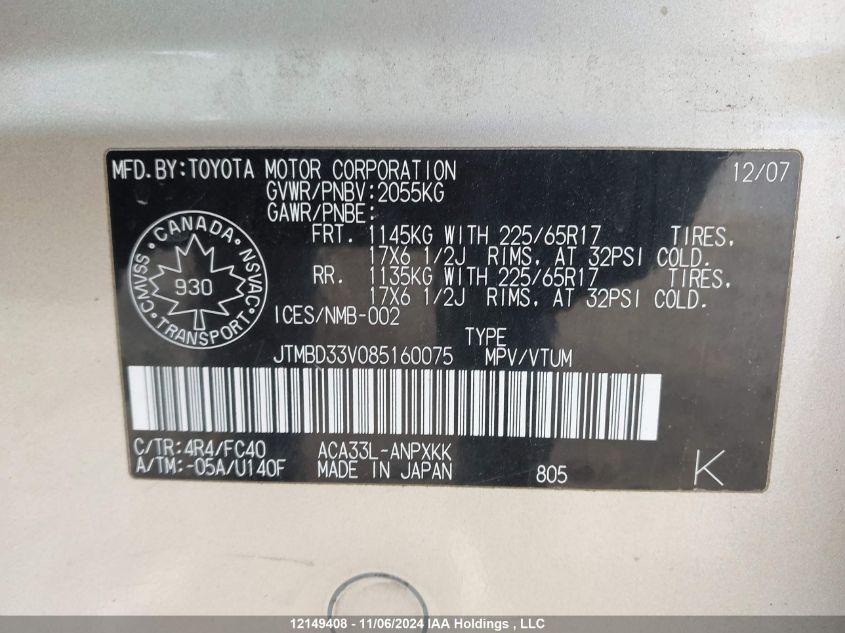 MFD.BY:TOYOTA MOTOR CORPORATION 12/07
GVWR/PNBV:2055KG
GAWR/PNBE:
FRT. 1145KG WITH 225/65R17 TIRES,
17X6 1/2J RIMS, AT 32PSI COLD.
RR. 1135KG WITH 225/65R17 TIRES,
17X6 1/2J RIMS, AT 32PSI COLD.
ICES/NMB-002
CANADA
CMVSS NSVAC
930
TRANSPORT
TYPE
JTMBD33V085160075 MPV/VTUM
C/TR:4R4/FC40 ACA33L-ANPXKK
A/TM:-05A/U140F MADE IN JAPAN 805 K
12149408 - 11/06/2024 IAA Holdings , LLC